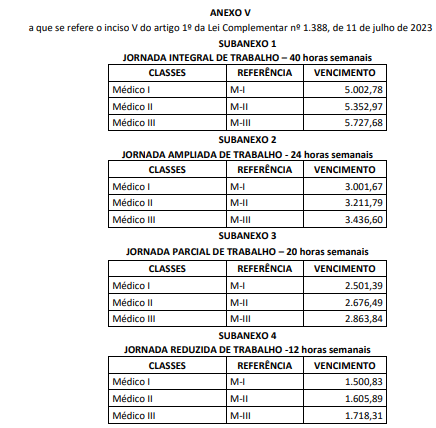 ANEXO V
a que se refere o inciso V do artigo 1º da Lei Complementar nº 1.388, de 11 de julho de 2023
SUBANEXO 1
JORNADA INTEGRAL DE TRABALHO – 40 horas semanais
CLASSES REFERÊNCIA VENCIMENTO
Médico I M-I 5.002,78
Médico II M-II 5.352,97
Médico III M-III 5.727,68
SUBANEXO 2
JORNADA AMPLIADA DE TRABALHO - 24 horas semanais
CLASSES REFERÊNCIA VENCIMENTO
Médico I M-I 3.001,67
Médico II M-II 3.211,79
Médico III M-III 3.436,60
SUBANEXO 3
JORNADA PARCIAL DE TRABALHO – 20 horas semanais
CLASSES REFERÊNCIA VENCIMENTO
Médico I M-I 2.501,39
Médico II M-II 2.676,49
Médico III M-III 2.863,84
SUBANEXO 4
JORNADA REDUZIDA DE TRABALHO -12 horas semanais
CLASSES REFERÊNCIA VENCIMENTO
Médico I M-I 1.500,83
Médico II M-II 1.605,89
Médico III M-III 1.718,31